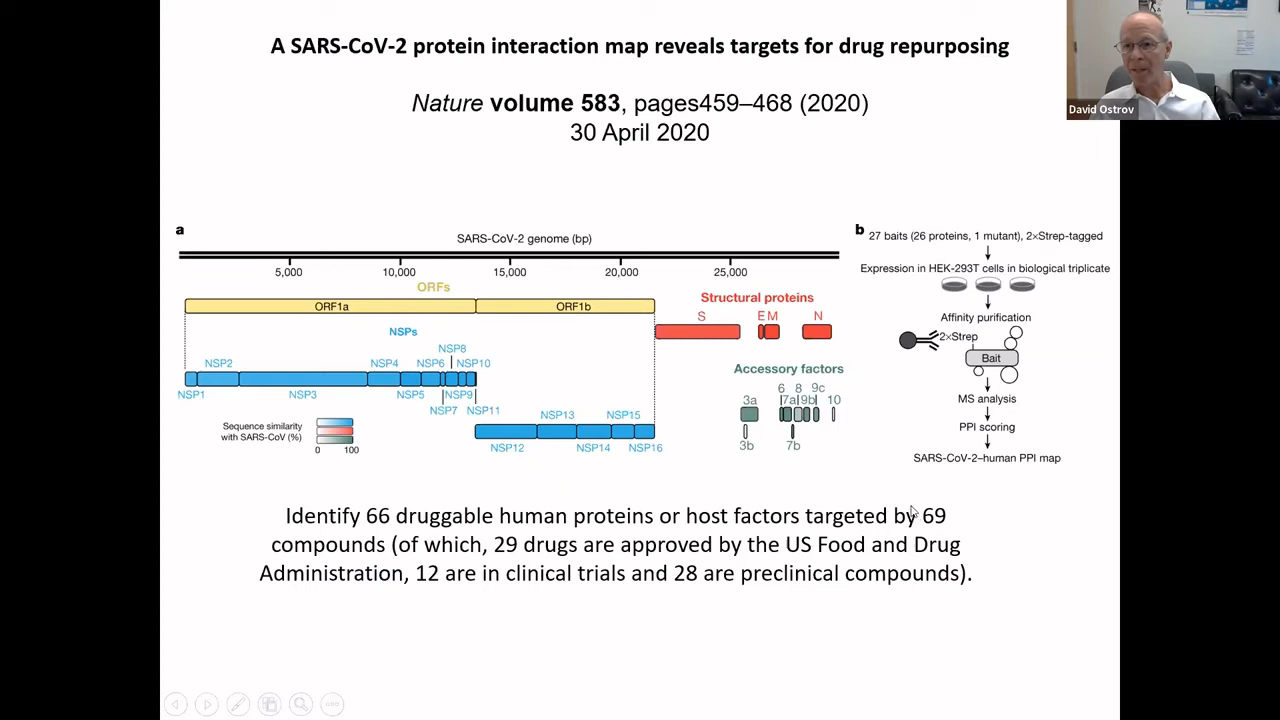 A SARS-CoV-2 protein interaction map reveals targets for drug repurposing
Nature volume 583, pages459–468 (2020)
30 April 2020
David Ostrov
a
SARS-CoV-2 genome (bp)
5,000 10,000 15,000 20,000 25,000
ORFs
ORF1a ORF1b
NSPs
NSP8
NSP2 NSP4 NSP6 NSP10
NSP1 NSP3 NSP5 NSP9
NSP7 NSP11
NSP13 NSP15
NSP12 NSP14 NSP16
Sequence similarity
with SARS-CoV (%)
0 100
Structural proteins
S E M N
Accessory factors
6 8 9c
3a 7a 9b 10
3b 7b
b
27 baits (26 proteins, 1 mutant), 2×Strep-tagged
Expression in HEK-293T cells in biological triplicate
Affinity purification
2×Strep
Bait
MS analysis
PPI scoring
SARS-CoV-2–human PPI map
Identify 66 druggable human proteins or host factors targeted by 69
compounds (of which, 29 drugs are approved by the US Food and Drug
Administration, 12 are in clinical trials and 28 are preclinical compounds).